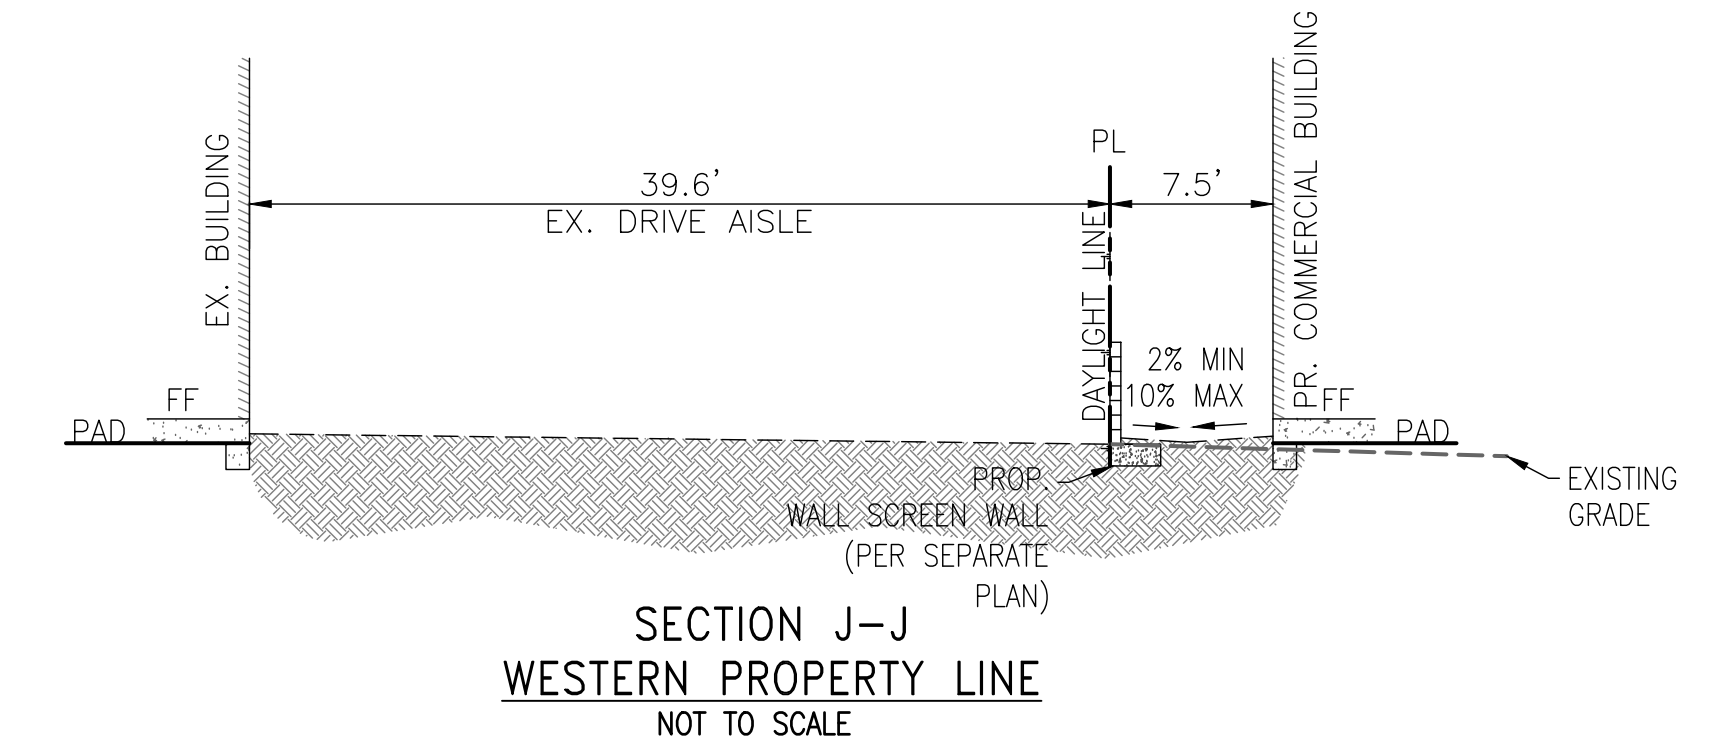 PL
39.6’
7.5’
EX. DRIVE AISLE
EX. BUILDING
DAYLIGHT LINE
PR. COMMERCIAL BUILDING
2% MIN
10% MAX
FF
PAD
FF
PAD
PROP.
WALL SCREEN WALL
(PER SEPARATE
PLAN)
EXISTING
GRADE
SECTION J-J
WESTERN PROPERTY LINE
NOT TO SCALE